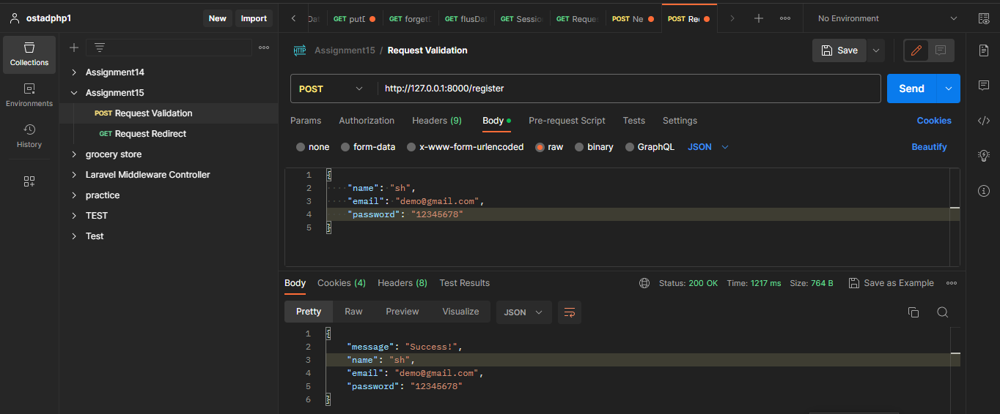 ostadphp1 New Import
Dat GET putD GET forgetD GET flusDat GET Session GET Reques POST Ne POST Rec No Environment
Collections
Environments
History
Assignment14
Assignment15
POST Request Validation
GET Request Redirect
grocery store
Laravel Middleware Controller
practice
TEST
Test
HTTP Assignment15 / Request Validation Save
POST http://127.0.0.1:8000/register Send
Params Authorization Headers (9) Body Pre-request Script Tests Settings Cookies
none form-data x-www-form-urlencoded raw binary GraphQL JSON Beautify
1 {
2 "name": "sh",
3 "email": "demo@gmail.com",
4 "password": "12345678"
5 }
Body Cookies (4) Headers (8) Test Results Status: 200 OK Time: 1217 ms Size: 764 B Save as Example
Pretty Raw Preview Visualize JSON
1 {
2 "message": "Success!",
3 "name": "sh",
4 "email": "demo@gmail.com",
5 "password": "12345678"
6 }